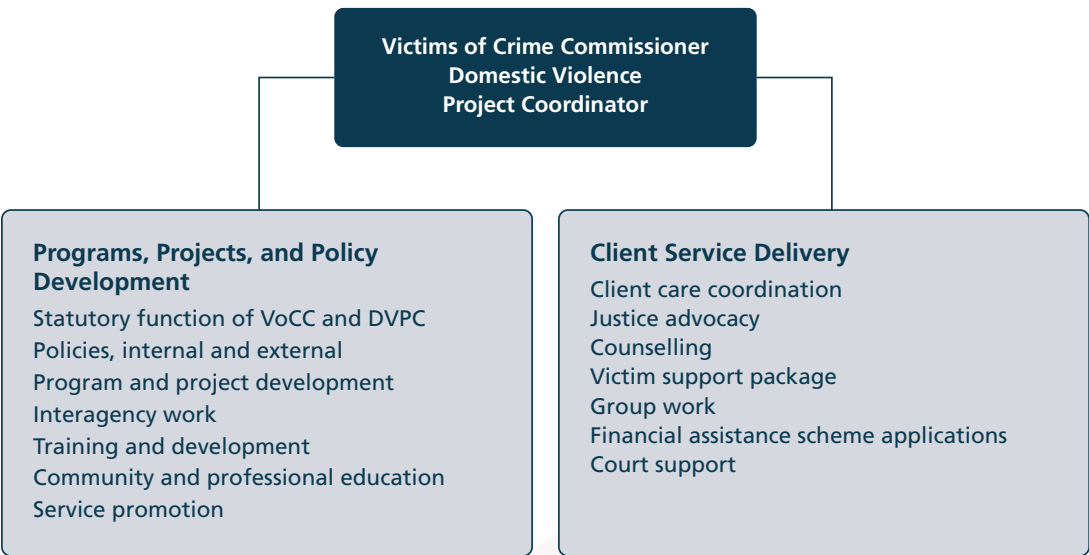 Victims of Crime Commissioner
Domestic Violence
Project Coordinator
Programs, Projects, and Policy
Development
Statutory function of VoCC and DVPC
Policies, internal and external
Program and project development
Interagency work
Training and development
Community and professional education
Service promotion
Client Service Delivery
Client care coordination
Justice advocacy
Counselling
Victim support package
Group work
Financial assistance scheme applications
Court support